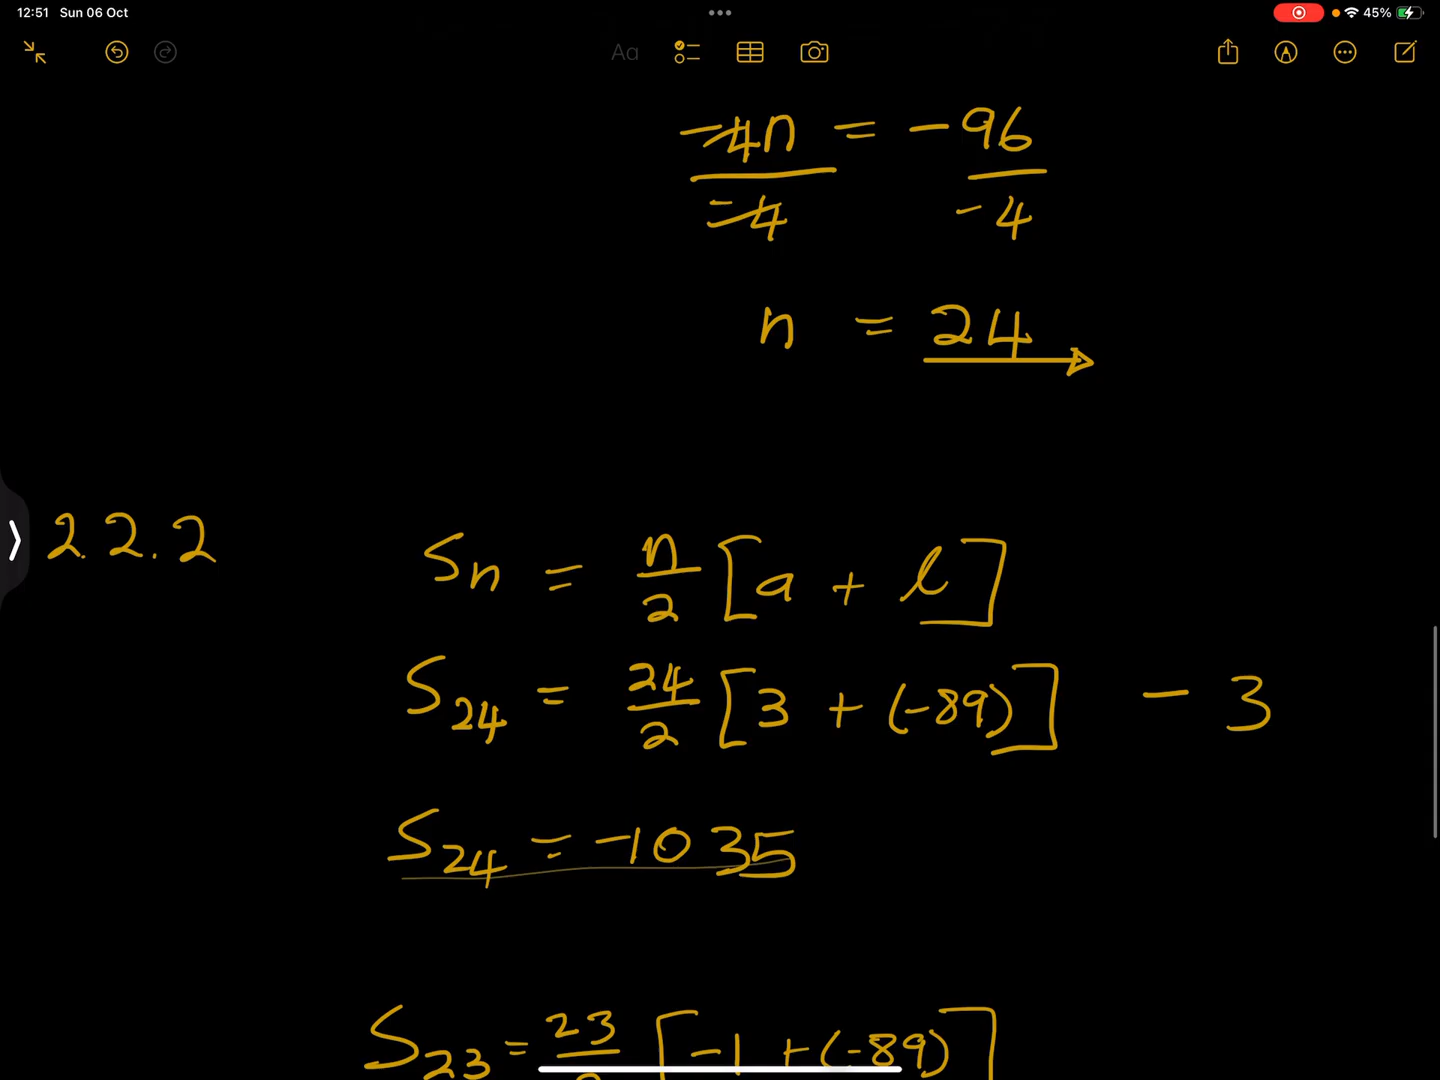 12:51 Sun 06 Oct
45%
Aa
-4n = -96
-4 -4
n = 24
2.2.2
Sn = n/2 [a + l]
S24 = 24/2 [3 + (-89)] - 3
S24 = -1035
S23 = 23 [-1 + (-89)]